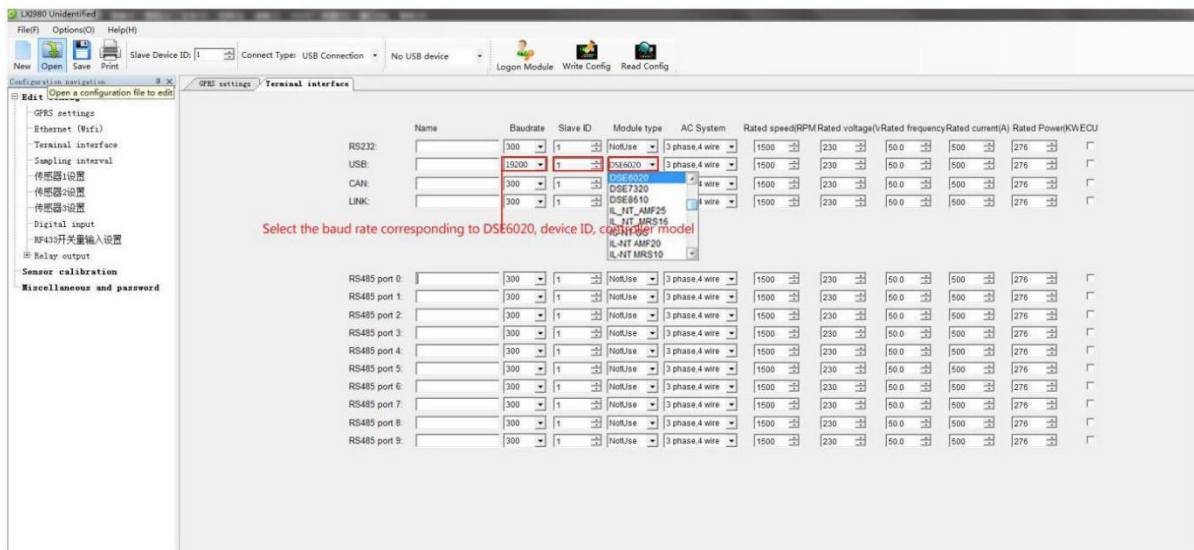 LXI980 Unidentified
File(F) Options(O) Help(H)
New Open Save Print Slave Device ID: 1 Connect Type: USB Connection No USB device Logon Module Write Config Read Config
Configuration navigation
GPRS settings Terminal interface
Open a configuration file to edit
Edit
GPRS settings
Ethernet (Wifi)
Terminal interface
Sampling interval
传感器1设置
传感器2设置
传感器3设置
Digital input
RF433开关量输入设置
Relay output
Sensor calibration
Miscellaneous and password
Name Baudrate Slave ID Module type AC System Rated speed(RPM Rated voltage(V Rated frequency Rated current(A) Rated Power(KW ECU
RS232: 300 1 NotUse 3 phase,4 wire 1500 230 50.0 500 276
USB: 19200 1 DSE6020 3 phase,4 wire 1500 230 50.0 500 276
CAN: 300 1 4 wire 1500 230 50.0 500 276
LINK: 300 1 4 wire 1500 230 50.0 500 276
DSE6020
DSE7320
DSE8610
IL_NT_AMF25
IL_NT_MRS16
IL-NT AMF20
IL-NT MRS10
Select the baud rate corresponding to DSE6020, device ID, controller model
RS485 port 0: 300 1 NotUse 3 phase,4 wire 1500 230 50.0 500 276
RS485 port 1: 300 1 NotUse 3 phase,4 wire 1500 230 50.0 500 276
RS485 port 2: 300 1 NotUse 3 phase,4 wire 1500 230 50.0 500 276
RS485 port 3: 300 1 NotUse 3 phase,4 wire 1500 230 50.0 500 276
RS485 port 4: 300 1 NotUse 3 phase,4 wire 1500 230 50.0 500 276
RS485 port 5: 300 1 NotUse 3 phase,4 wire 1500 230 50.0 500 276
RS485 port 6: 300 1 NotUse 3 phase,4 wire 1500 230 50.0 500 276
RS485 port 7: 300 1 NotUse 3 phase,4 wire 1500 230 50.0 500 276
RS485 port 8: 300 1 NotUse 3 phase,4 wire 1500 230 50.0 500 276
RS485 port 9: 300 1 NotUse 3 phase,4 wire 1500 230 50.0 500 276